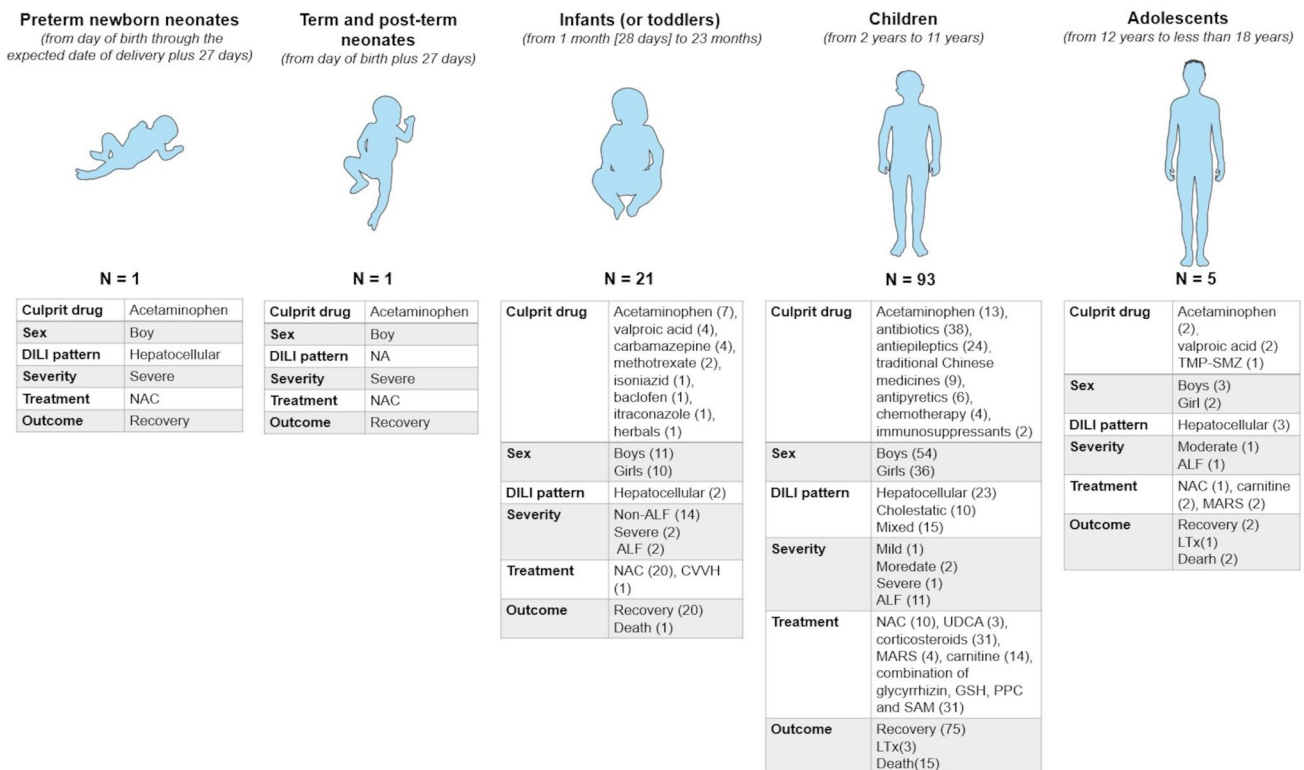 Preterm newborn neonates
(from day of birth through the
expected date of delivery plus 27 days)
N = 1
Culprit drug Acetaminophen
Sex Boy
DILI pattern Hepatocellular
Severity Severe
Treatment NAC
Outcome Recovery
Term and post-term
neonates
(from day of birth plus 27 days)
N = 1
Culprit drug Acetaminophen
Sex Boy
DILI pattern NA
Severity Severe
Treatment NAC
Outcome Recovery
Infants (or toddlers)
(from 1 month [28 days] to 23 months)
N = 21
Culprit drug Acetaminophen (7),
valproic acid (4),
carbamazepine (4),
methotrexate (2),
isoniazid (1),
baclofen (1),
itraconazole (1),
herbals (1)
Sex Boys (11)
Girls (10)
DILI pattern Hepatocellular (2)
Severity Non-ALF (14)
Severe (2)
ALF (2)
Treatment NAC (20), CVVH
(1)
Outcome Recovery (20)
Death (1)
Children
(from 2 years to 11 years)
N = 93
Culprit drug Acetaminophen (13),
antibiotics (38),
antiepileptics (24),
traditional Chinese
medicines (9),
antipyretics (6),
chemotherapy (4),
immunosuppressants (2)
Sex Boys (54)
Girls (36)
DILI pattern Hepatocellular (23)
Cholestatic (10)
Mixed (15)
Severity Mild (1)
Moredate (2)
Severe (1)
ALF (11)
Treatment NAC (10), UDCA (3),
corticosteroids (31),
MARS (4), carnitine (14),
combination of
glycyrrhizin, GSH, PPC
and SAM (31)
Outcome Recovery (75)
LTx(3)
Death(15)
Adolescents
(from 12 years to less than 18 years)
N = 5
Culprit drug Acetaminophen
(2),
valproic acid (2)
TMP-SMZ (1)
Sex Boys (3)
Girl (2)
DILI pattern Hepatocellular (3)
Severity Moderate (1)
ALF (1)
Treatment NAC (1), carnitine
(2), MARS (2)
Outcome Recovery (2)
LTx(1)
Dearh (2)